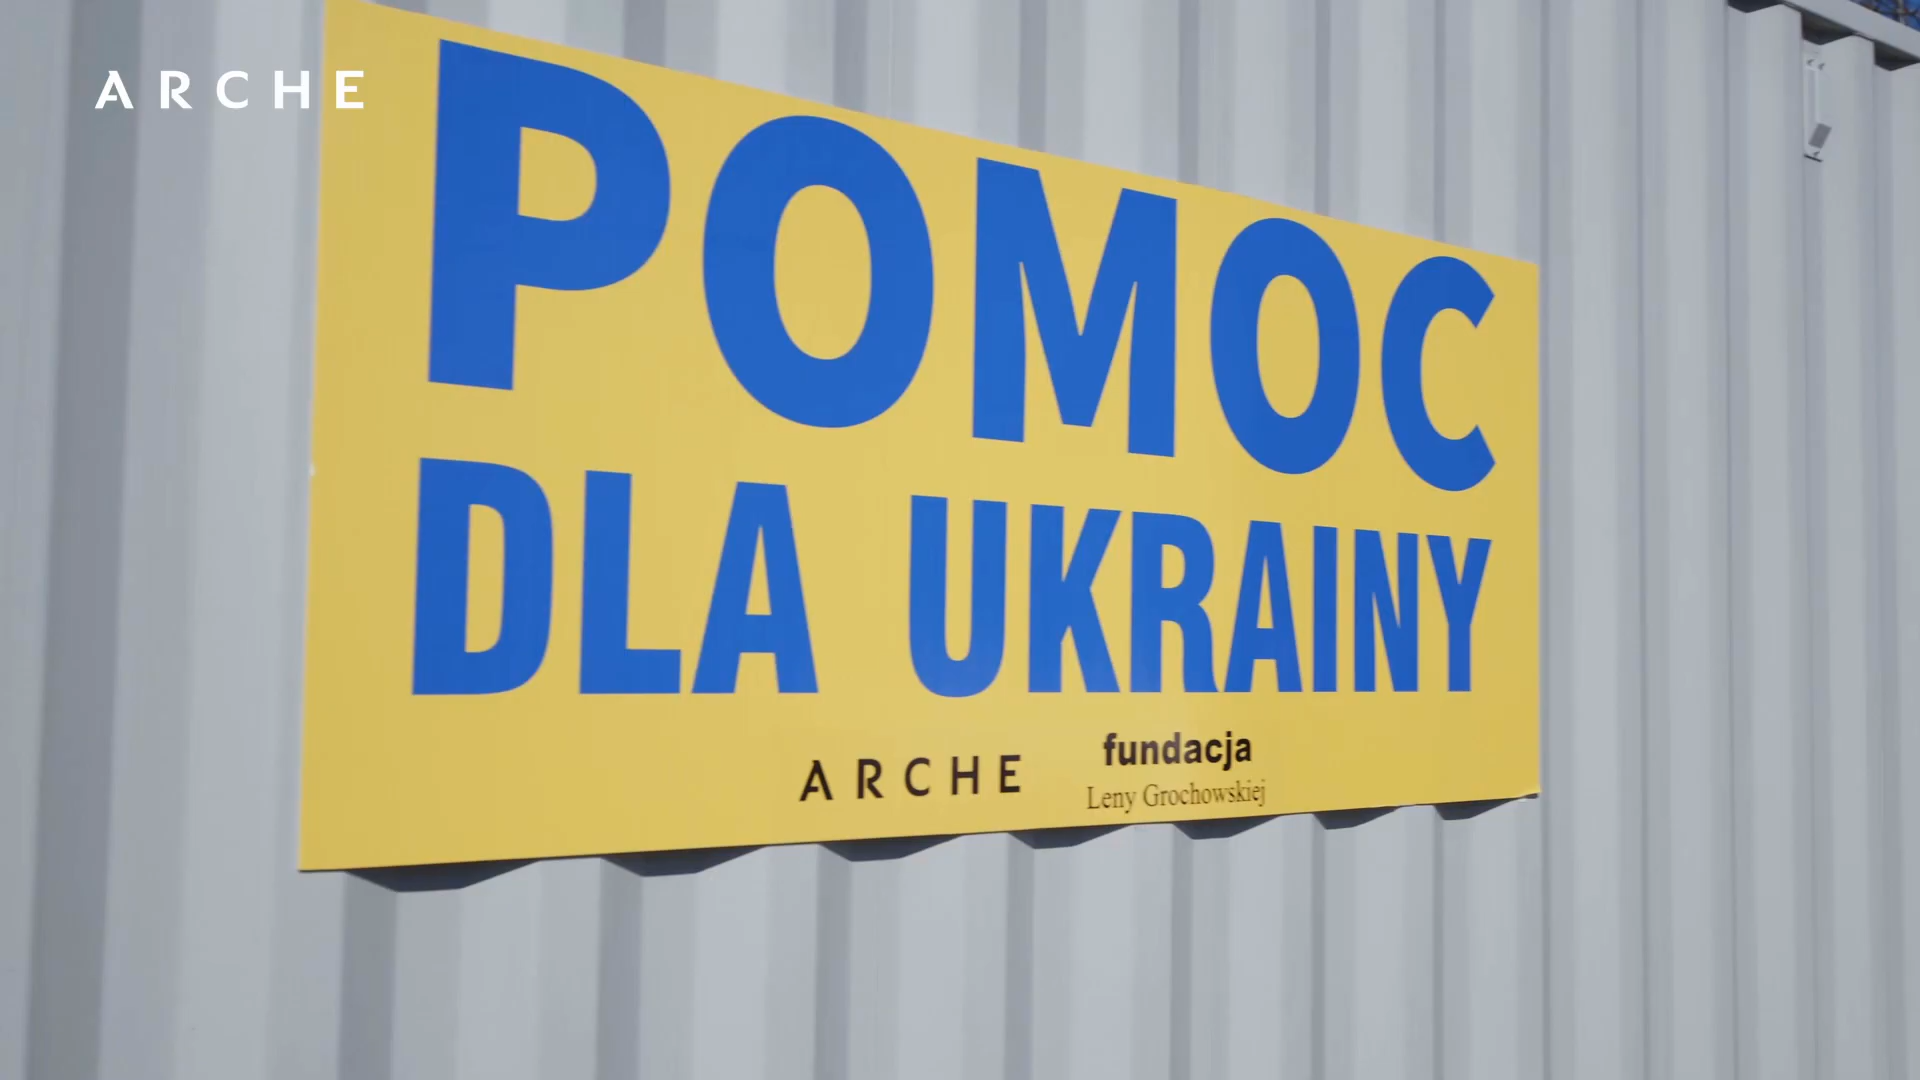 ARCHE
POMOC
DLA UKRAINY
ARCHE
fundacja
Leny Grochowskiej